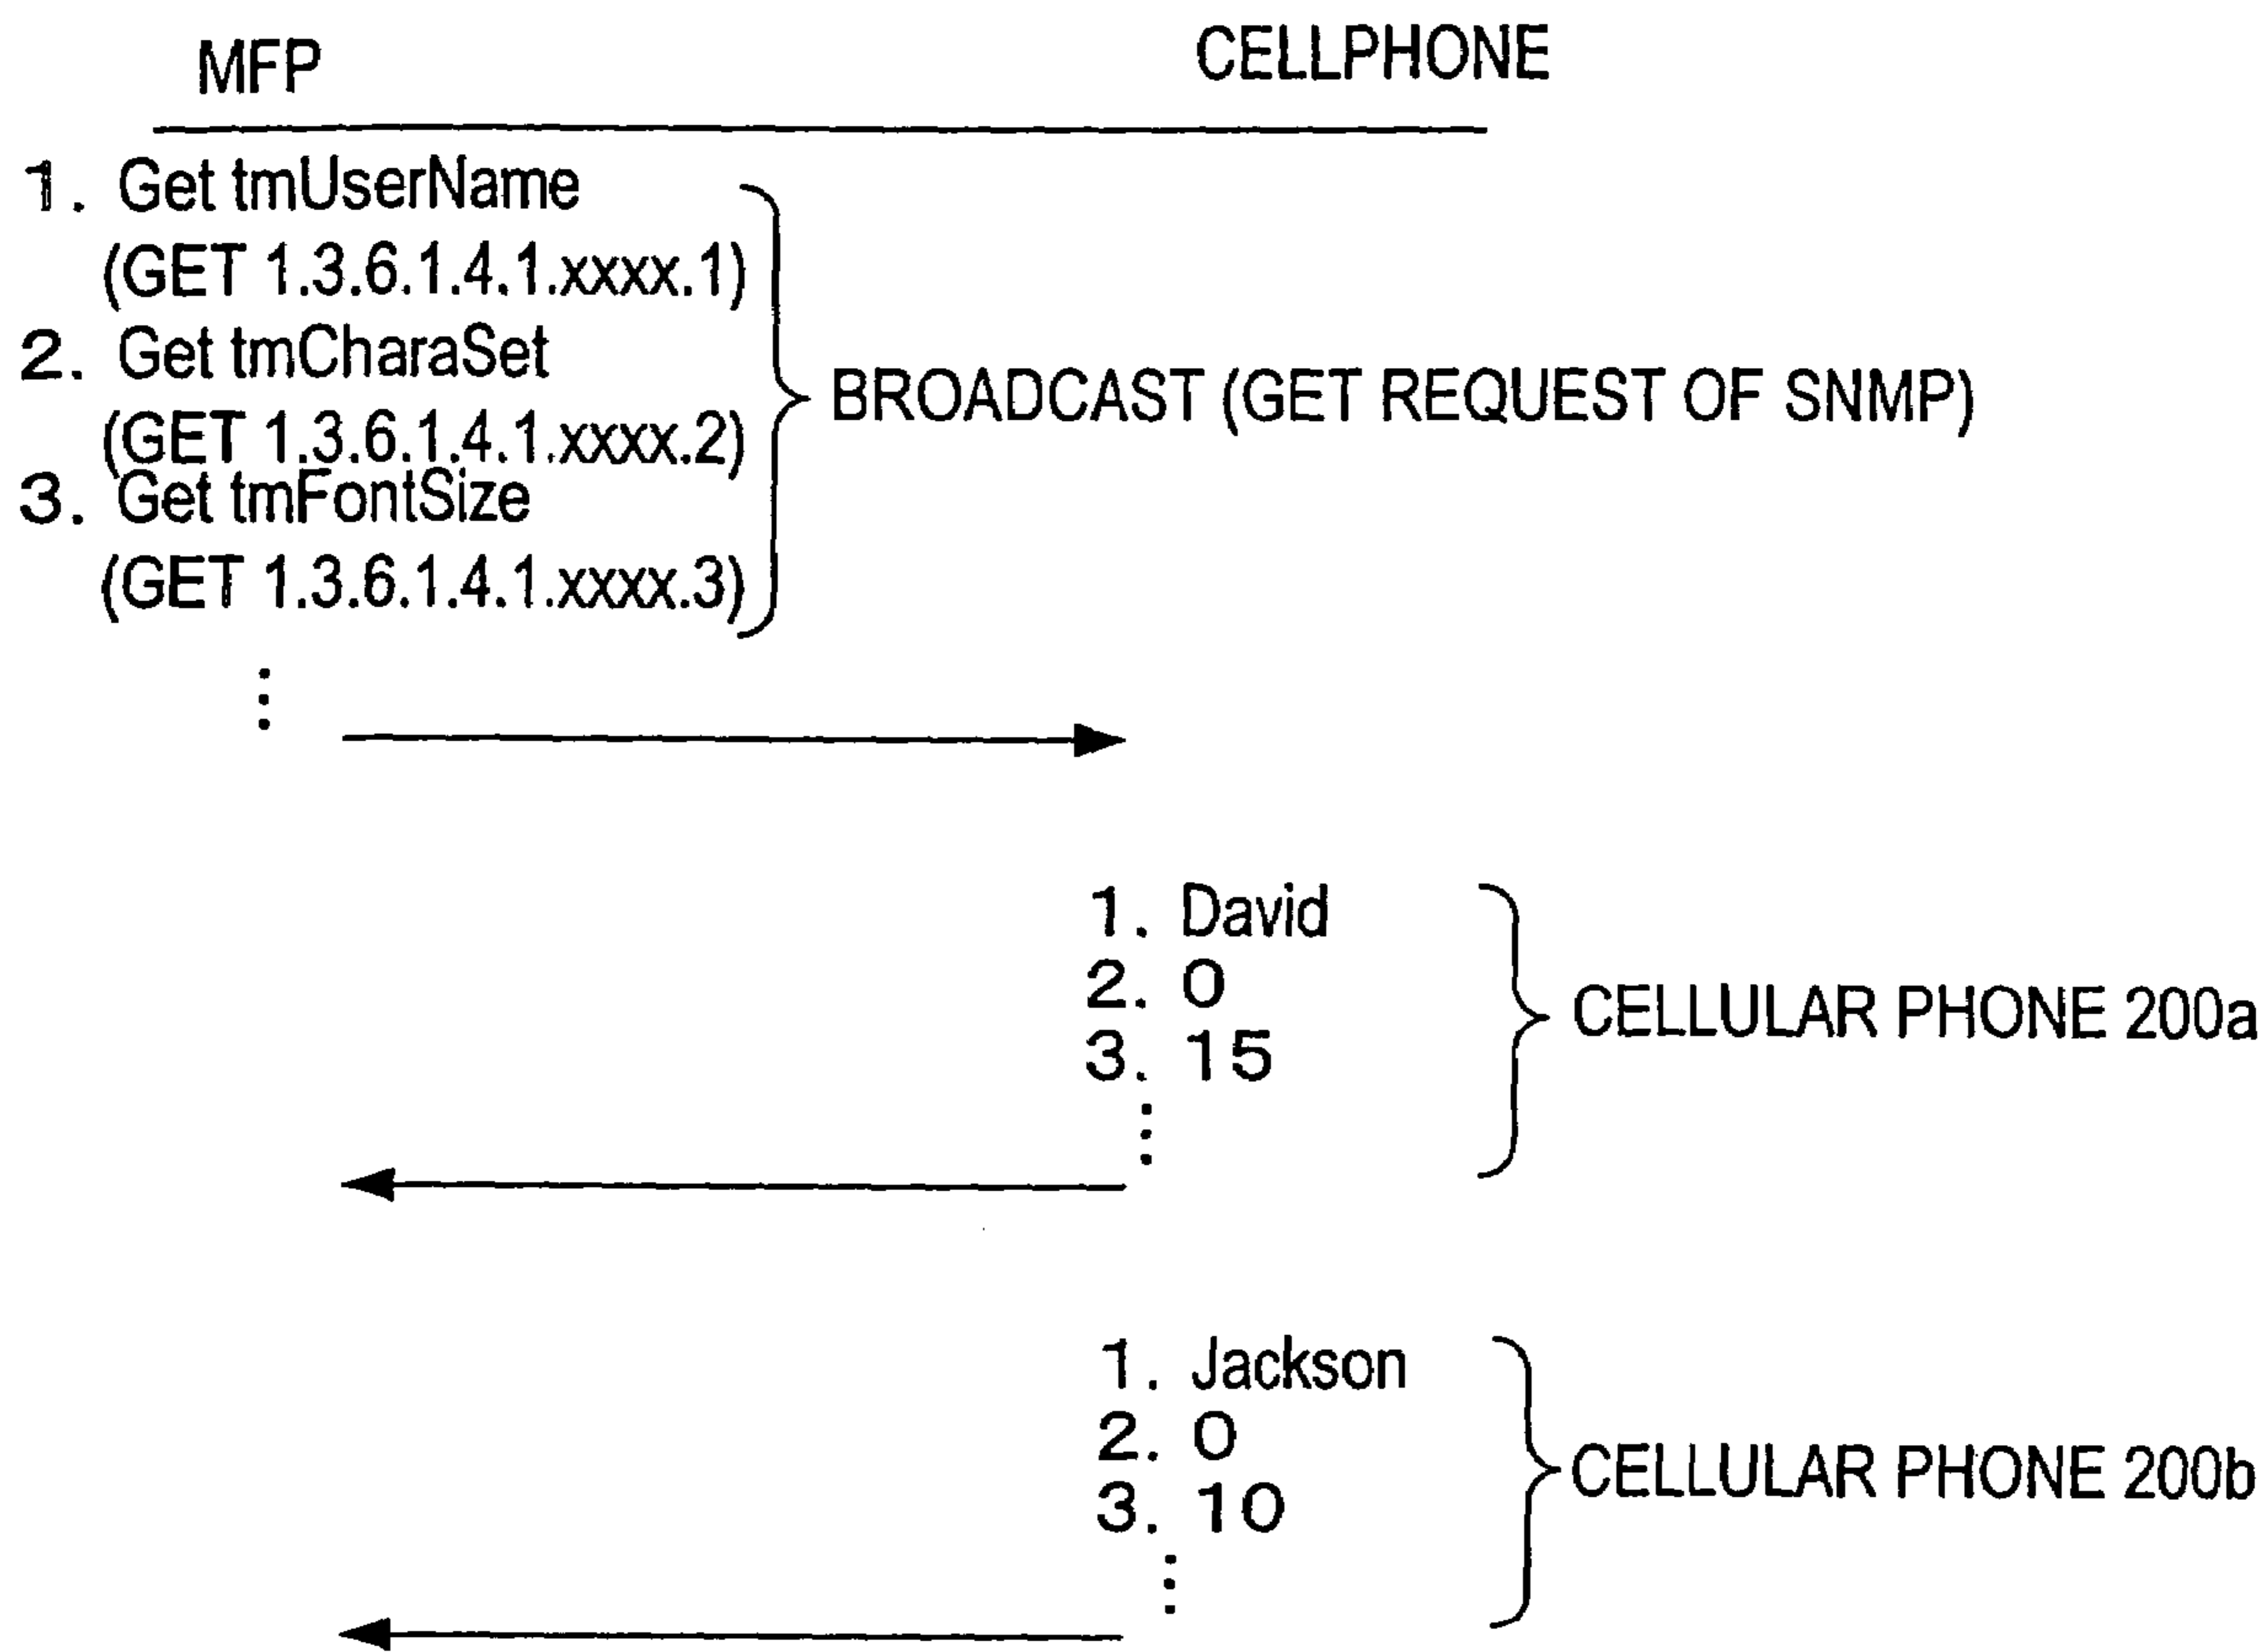 MFP CELLPHONE
1. Get tmUserName
(GET 1.3.6.1.4.1.xxxx.1)
2. Get tmCharaSet
(GET 1.3.6.1.4.1.xxxx.2)
3. Get tmFontSize
(GET 1.3.6.1.4.1.xxxx.3)
BROADCAST (GET REQUEST OF SNMP)
1. David
2. 0
3. 15
CELLULAR PHONE 200a
1. Jackson
2. 0
3. 10
CELLULAR PHONE 200b